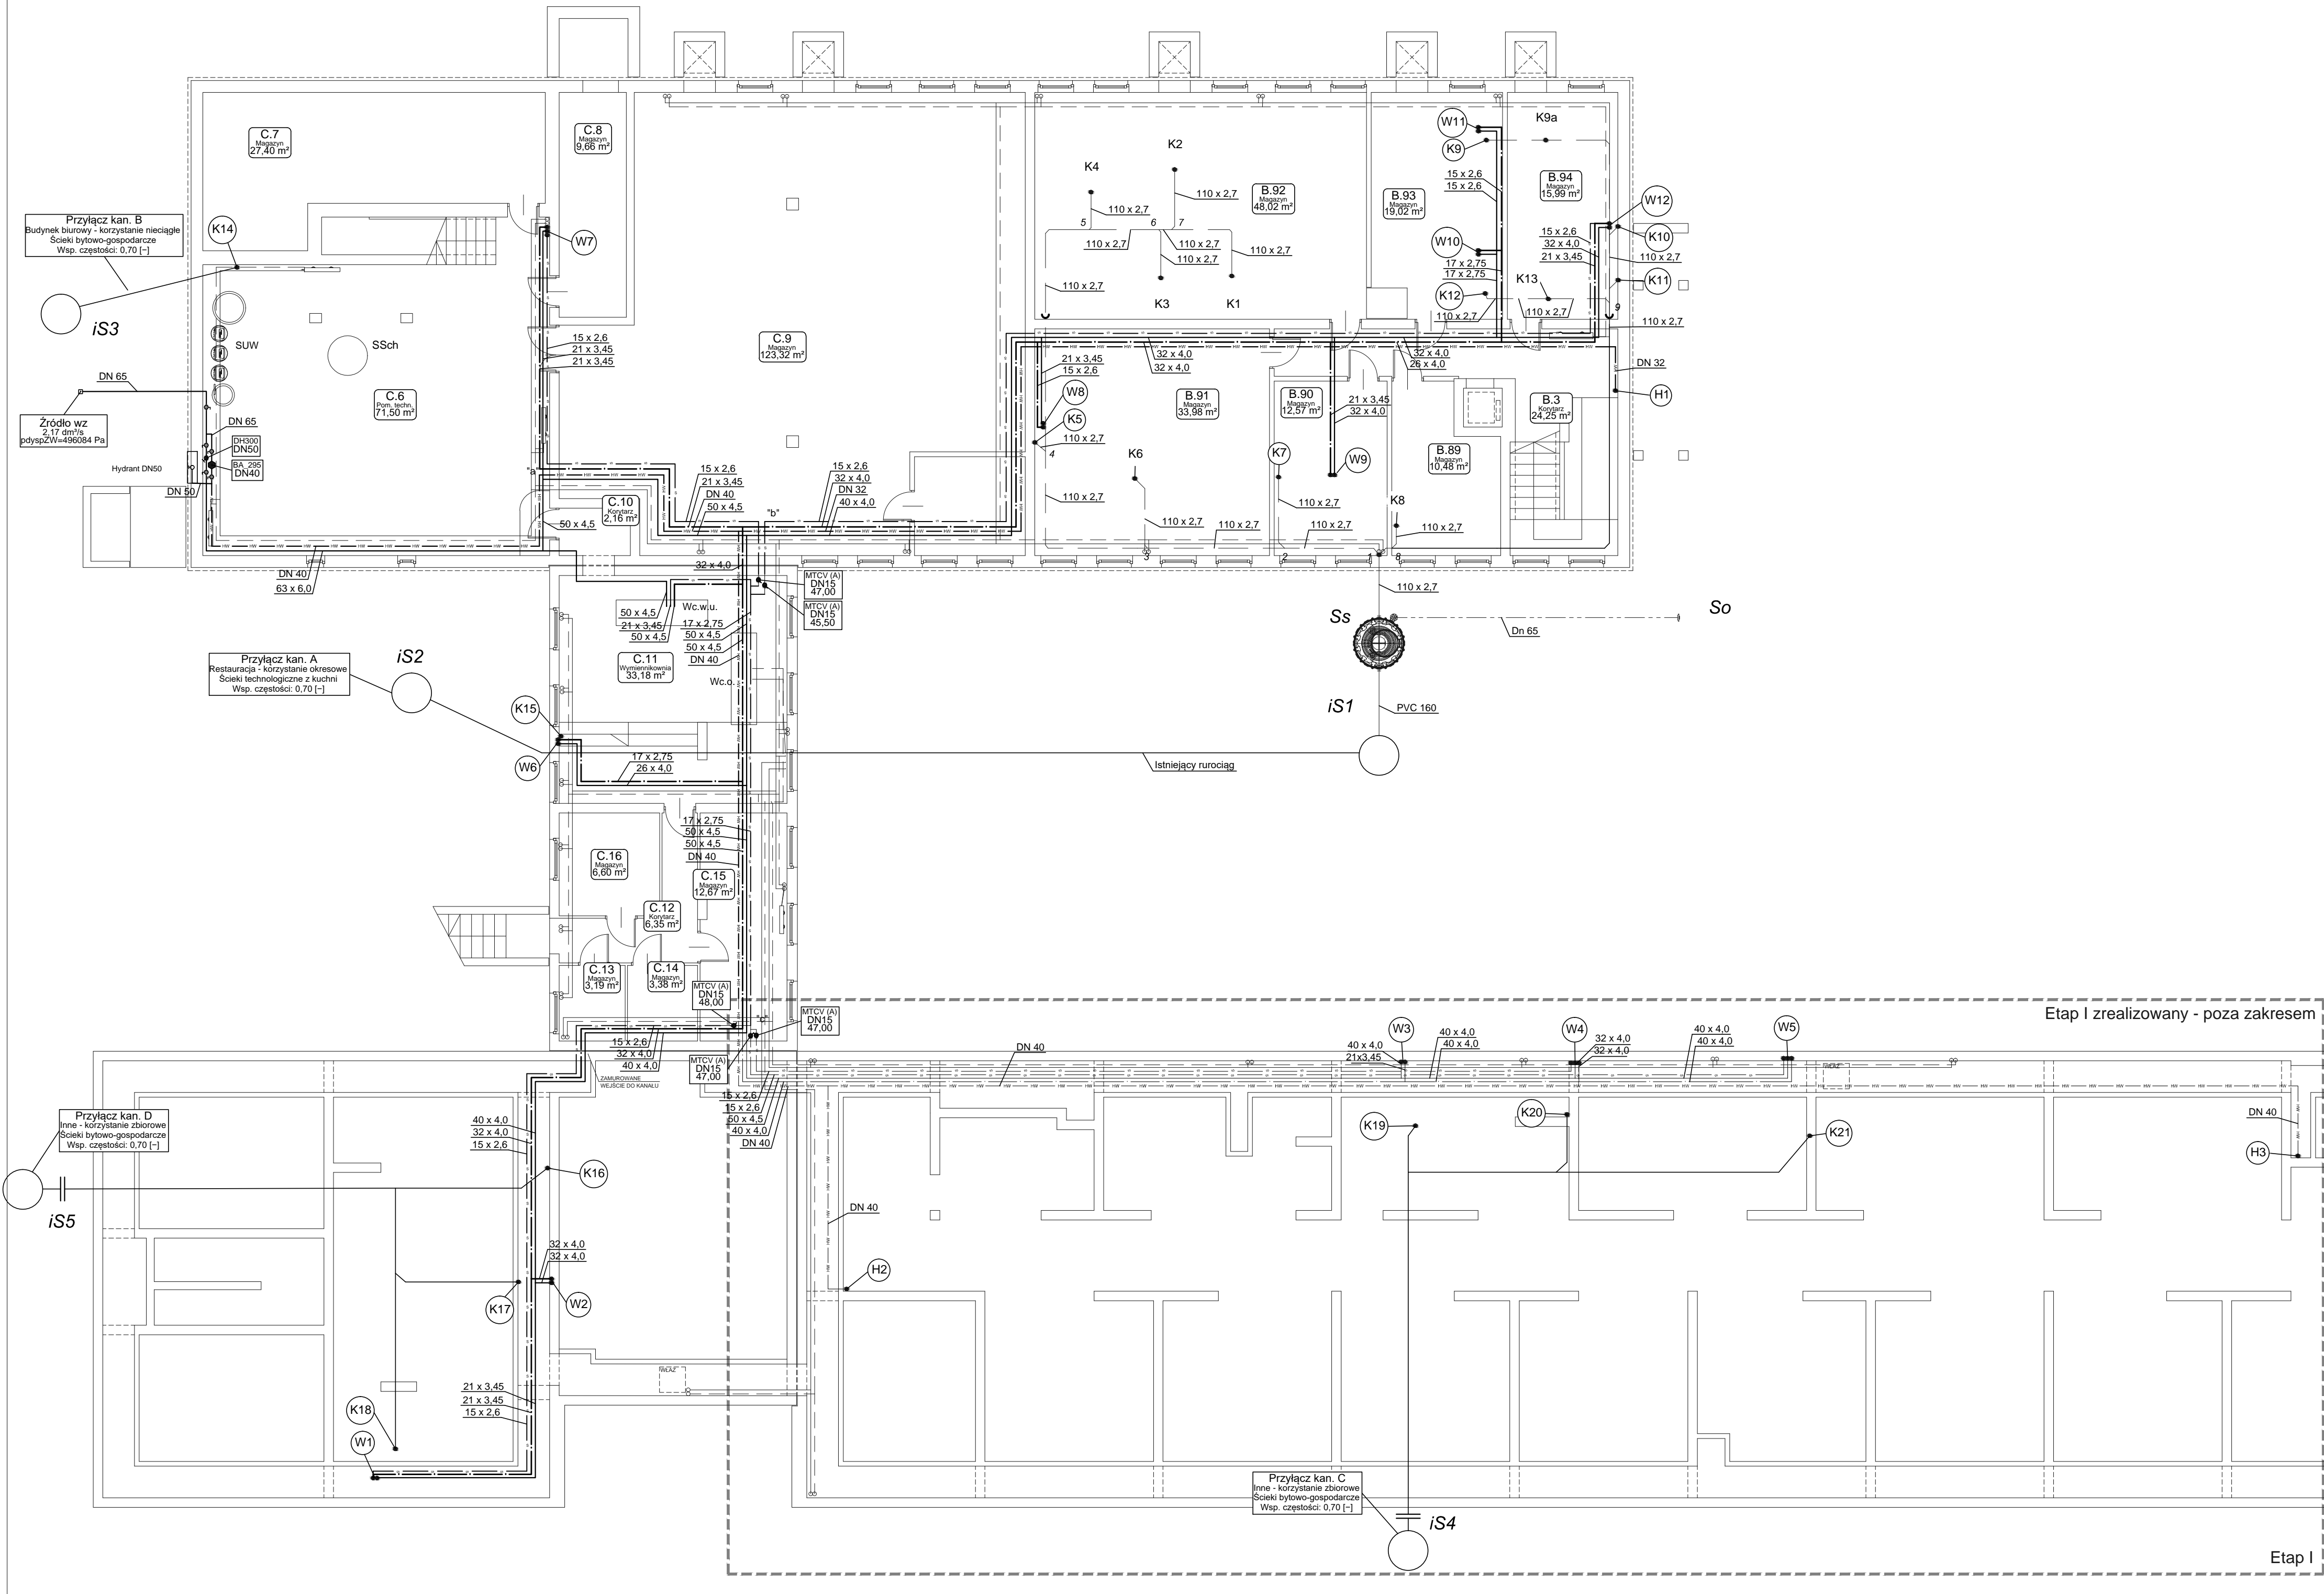 C.7
Magazyn
27,40 m²
C.8
Magazyn
9,66 m²
K9a
W11
K9
K2
K4
110 x 2,7
B.92
Magazyn
48,02 m²
B.93
Magazyn
19,02 m²
15 x 2,6
15 x 2,6
B.94
Magazyn
15,99 m²
W12
Przyłącz kan. B
Budynek biurowy - korzystanie nieciągłe
Ścieki bytowo-gospodarcze
Wsp. częstości: 0,70 [−]
K14
W7
110 x 2,7
5
6
7
110 x 2,7
110 x 2,7
110 x 2,7
110 x 2,7
W10
15 x 2,6
32 x 4,0
21 x 3,45
K10
110 x 2,7
17 x 2,75
17 x 2,75
K13
K11
110 x 2,7
K12
K3
K1
9
iS3
110 x 2,7
110 x 2,7
110 x 2,7
SUW
SSch
15 x 2,6
21 x 3,45
21 x 3,45
C.9
Magazyn
123,32 m²
32 x 4,0
32 x 4,0
32 x 4,0
26 x 4,0
21 x 3,45
15 x 2,6
DN 32
DN 65
C.6
Pom. techn.
71,50 m²
W8
B.91
Magazyn
33,98 m²
B.90
Magazyn
12,57 m²
21 x 3,45
32 x 4,0
B.3
Korytarz
24,25 m²
H1
Źródło wz
2,17 dm³/s
pdyspZW=496084 Pa
DN 65
K5
110 x 2,7
4
DH300
DN50
BA_295
DN40
Hydrant DN50
DN 50
"a"
K6
K7
W9
B.89
Magazyn
10,48 m²
15 x 2,6
21 x 3,45
DN 40
50 x 4,5
15 x 2,6
32 x 4,0
DN 32
40 x 4,0
C.10
Korytarz
2,16 m²
50 x 4,5
"b"
110 x 2,7
110 x 2,7
K8
110 x 2,7
110 x 2,7
110 x 2,7
110 x 2,7
3
2
1
8
DN 40
63 x 6,0
32 x 4,0
MTCV (A)
DN15
47,00
MTCV (A)
DN15
45,50
110 x 2,7
50 x 4,5
21 x 3,45
50 x 4,5
Wc.w.u.
17 x 2,75
50 x 4,5
50 x 4,5
DN 40
Ss
So
Dn 65
Przyłącz kan. A
Restauracja - korzystanie okresowe
Ścieki technologiczne z kuchni
Wsp. częstości: 0,70 [−]
iS2
C.11
Wymiennikownia
33,18 m²
Wc.o.
K15
iS1
PVC 160
W6
17 x 2,75
26 x 4,0
Istniejący rurociąg
17 x 2,75
50 x 4,5
50 x 4,5
DN 40
C.16
Magazyn
6,60 m²
C.15
Magazyn
12,67 m²
C.12
Korytarz
6,35 m²
C.13
Magazyn
3,19 m²
C.14
Magazyn
3,38 m²
MTCV (A)
DN15
48,00
"c"
MTCV (A)
DN15
47,00
Etap I zrealizowany - poza zakresem
15 x 2,6
32 x 4,0
40 x 4,0
MTCV (A)
DN15
47,00
ZAMUROWANE
WEJŚCIE DO KANAŁU
DN 40
W3
40 x 4,0
21x3,45
40 x 4,0
40 x 4,0
W4
32 x 4,0
32 x 4,0
40 x 4,0
40 x 4,0
W5
WŁAZ
15 x 2,6
15 x 2,6
50 x 4,5
40 x 4,0
DN 40
Przyłącz kan. D
Inne - korzystanie zbiorowe
Ścieki bytowo-gospodarcze
Wsp. częstości: 0,70 [−]
40 x 4,0
32 x 4,0
15 x 2,6
K19
K20
K21
DN 40
H3
K16
iS5
DN 40
32 x 4,0
32 x 4,0
H2
K17
W2
WŁAZ
21 x 3,45
21 x 3,45
15 x 2,6
K18
W1
Przyłącz kan. C
Inne - korzystanie zbiorowe
Ścieki bytowo-gospodarcze
Wsp. częstości: 0,70 [−]
iS4
Etap I